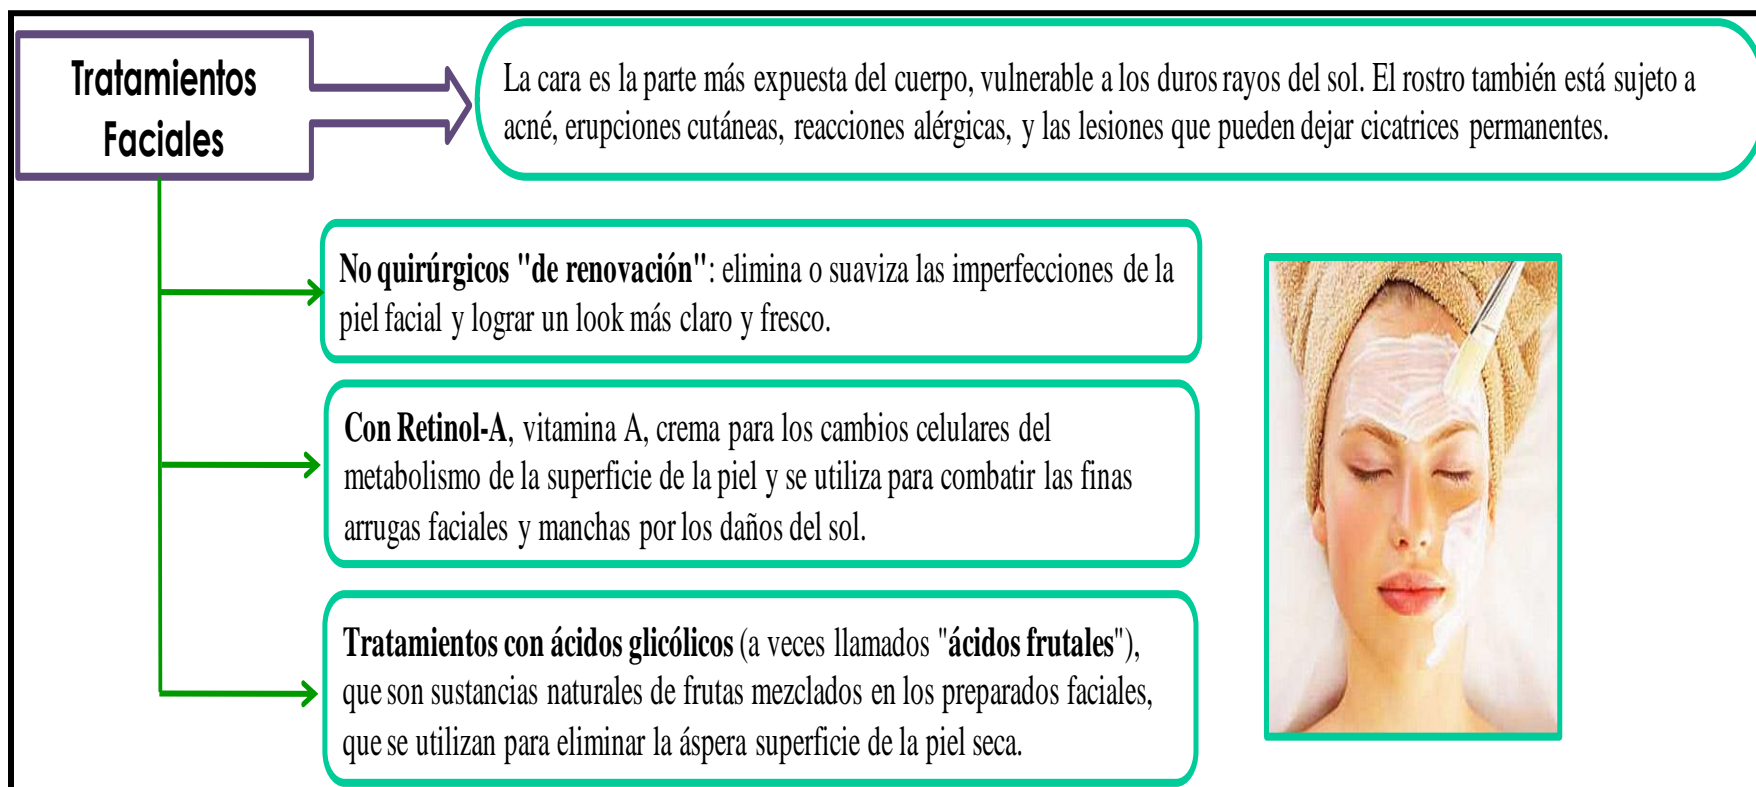 Tratamientos
Faciales
La cara es la parte más expuesta del cuerpo, vulnerable a los duros rayos del sol. El rostro también está sujeto a
acné, erupciones cutáneas, reacciones alérgicas, y las lesiones que pueden dejar cicatrices permanentes.
No quirúrgicos "de renovación": elimina o suaviza las imperfecciones de la
piel facial y lograr un look más claro y fresco.
Con Retinol-A, vitamina A, crema para los cambios celulares del
metabolismo de la superficie de la piel y se utiliza para combatir las finas
arrugas faciales y manchas por los daños del sol.
Tratamientos con ácidos glicólicos (a veces llamados "ácidos frutales"),
que son sustancias naturales de frutas mezclados en los preparados faciales,
que se utilizan para eliminar la áspera superficie de la piel seca.